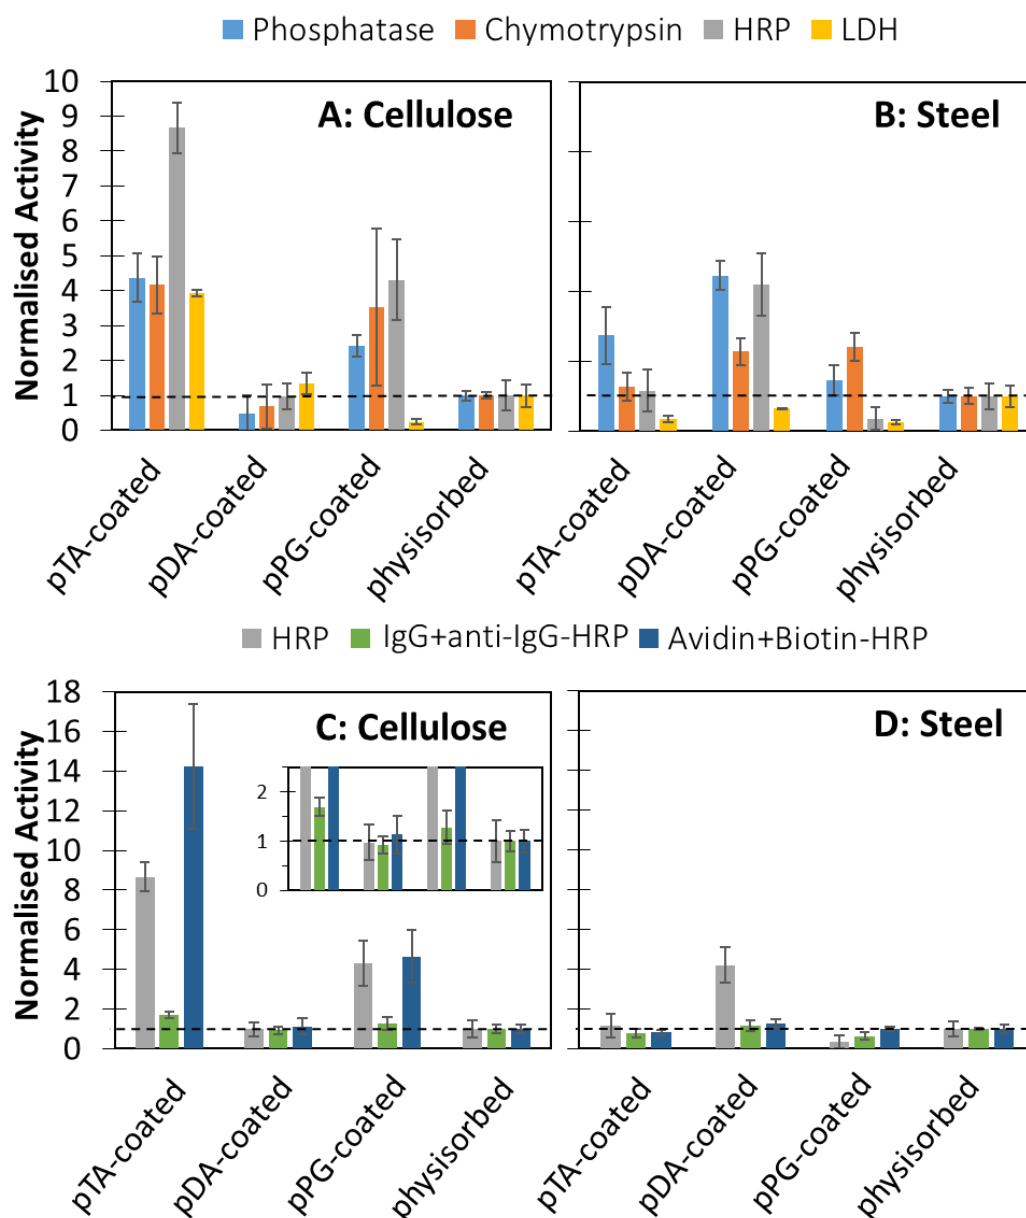 Phosphatase Chymotrypsin HRP LDH
A: Cellulose
B: Steel
Normalised Activity
10
9
8
7
6
5
4
3
2
1
0
pTA-coated
pDA-coated
pPG-coated
physisorbed
pTA-coated
pDA-coated
pPG-coated
physisorbed
HRP IgG+anti-IgG-HRP Avidin+Biotin-HRP
C: Cellulose
D: Steel
Normalised Activity
18
16
14
12
10
8
6
4
2
0
2
1
0
pTA-coated
pDA-coated
pPG-coated
physisorbed
pTA-coated
pDA-coated
pPG-coated
physisorbed